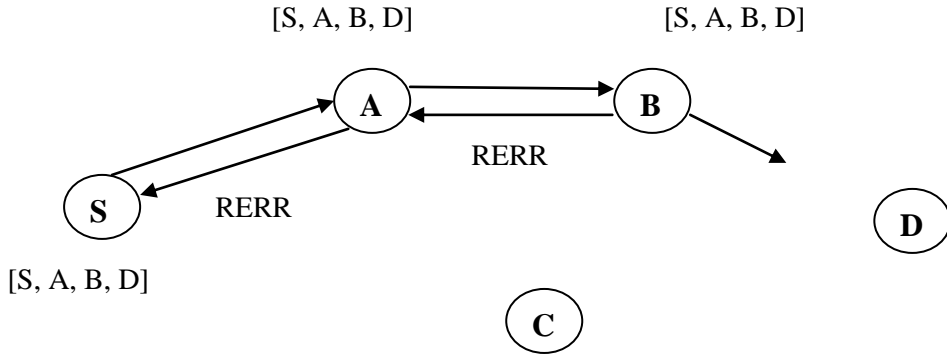 [S, A, B, D]
[S, A, B, D]
A
B
RERR
RERR
S
D
[S, A, B, D]
C